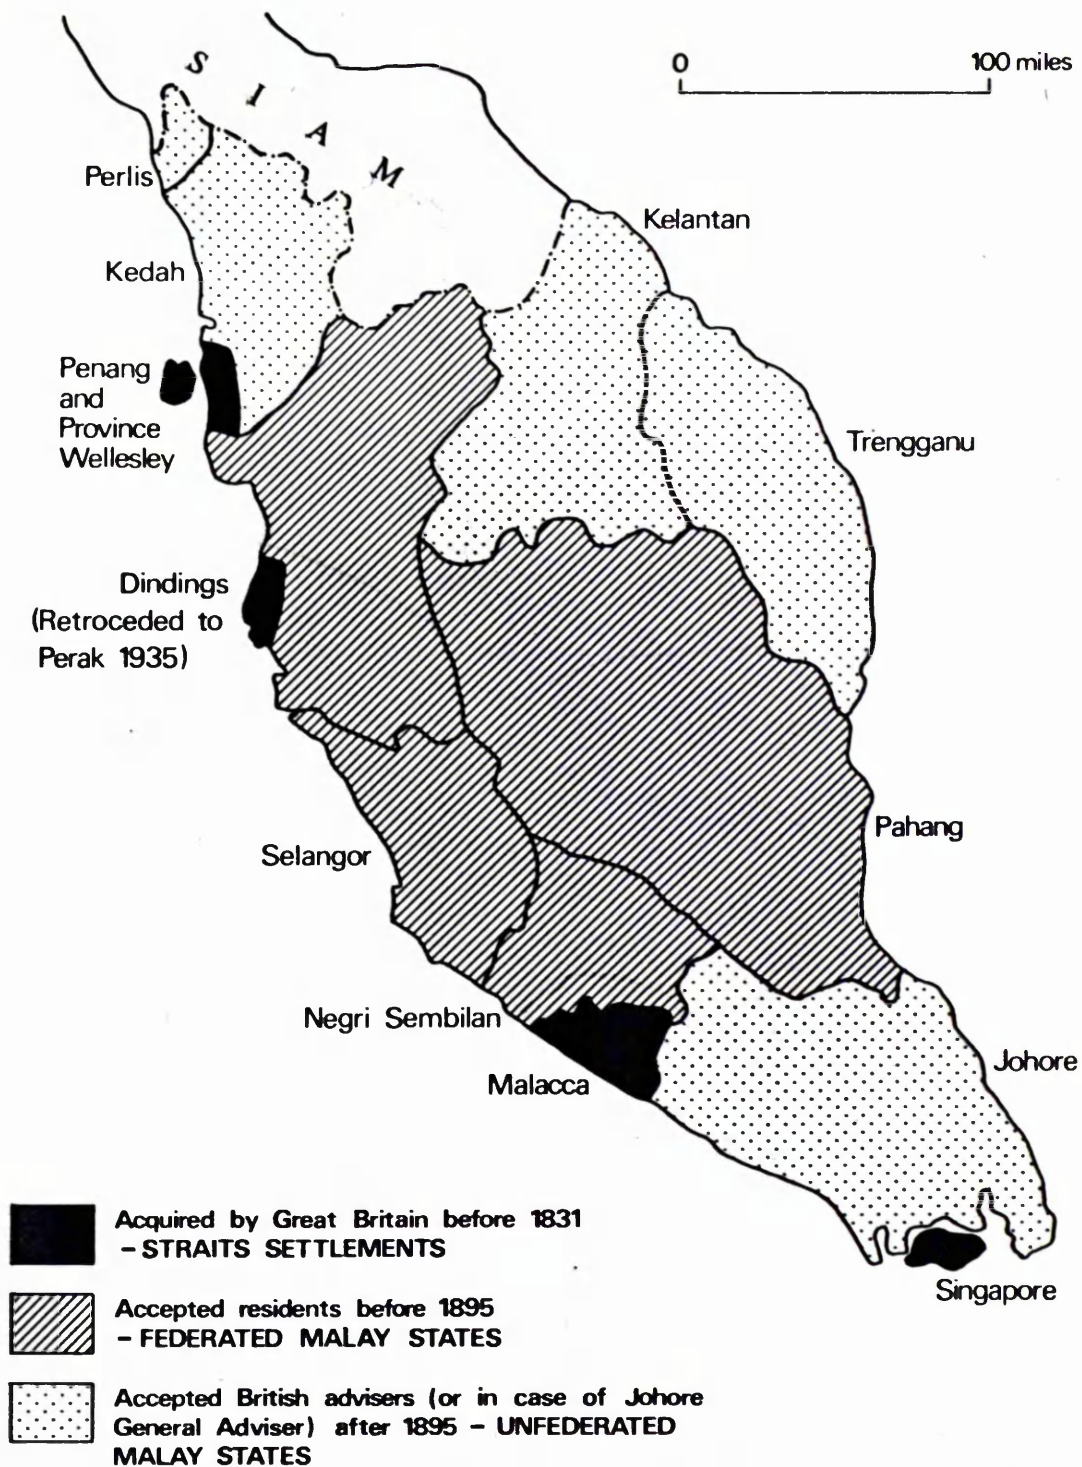 SIAM
0 100 miles
Perlis
Kelantan
Kedah
Penang
and
Province
Wellesley
Trengganu
Dindings
(Retroceded to
Perak 1935)
Pahang
Selangor
Negri Sembilan
Johore
Malacca
Acquired by Great Britain before 1831
– STRAITS SETTLEMENTS
Singapore
Accepted residents before 1895
– FEDERATED MALAY STATES
Accepted British advisers (or in case of Johore
General Adviser) after 1895 – UNFEDERATED
MALAY STATES